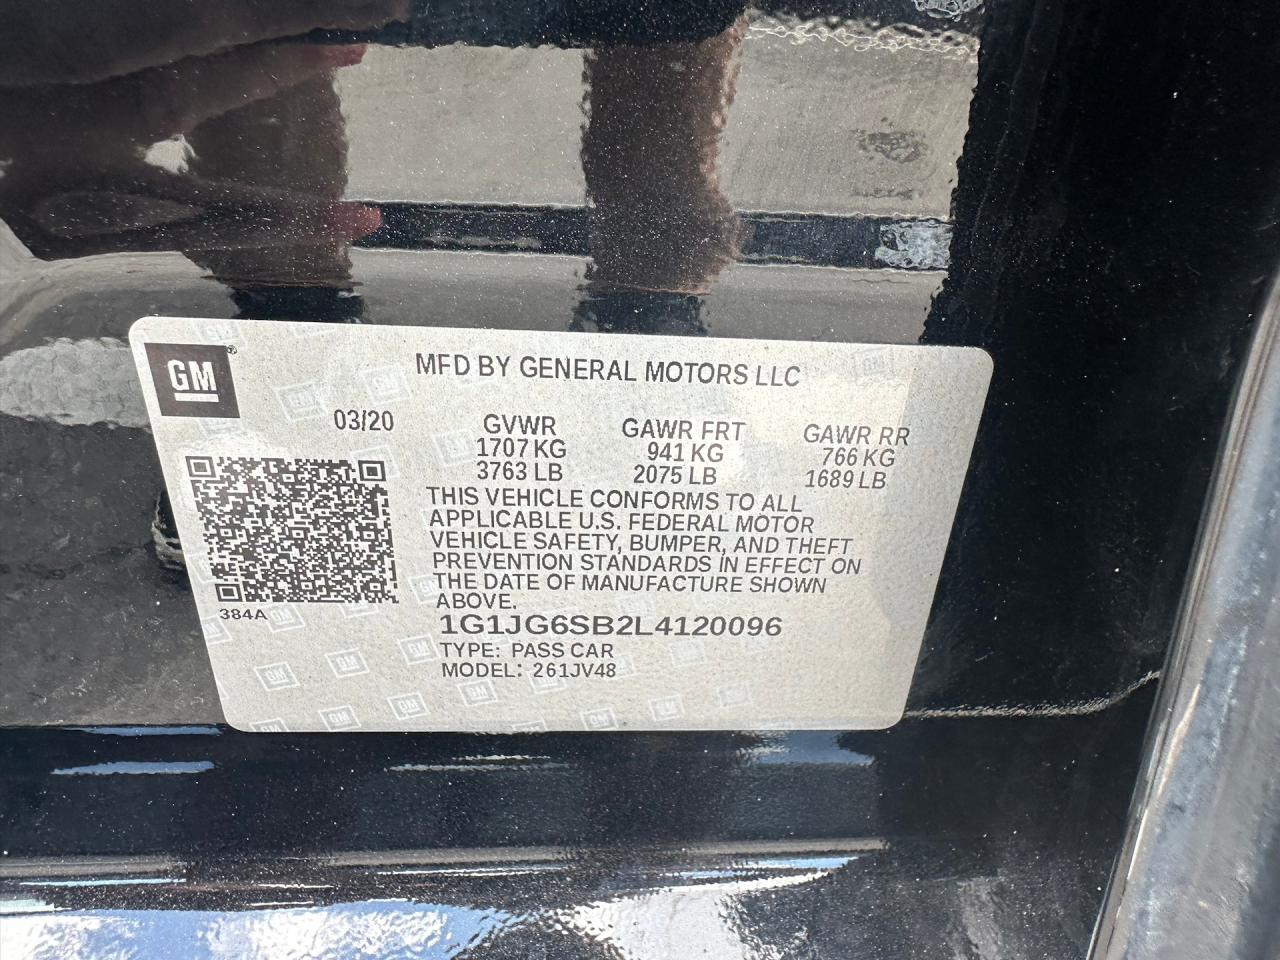 GM
MFD BY GENERAL MOTORS LLC
03/20 GVWR GAWR FRT GAWR RR
1707 KG 941 KG 766 KG
3763 LB 2075 LB 1689 LB
THIS VEHICLE CONFORMS TO ALL
APPLICABLE U.S. FEDERAL MOTOR
VEHICLE SAFETY, BUMPER, AND THEFT
PREVENTION STANDARDS IN EFFECT ON
THE DATE OF MANUFACTURE SHOWN
ABOVE.
384A
1G1JG6SB2L4120096
TYPE: PASS CAR
MODEL: 261JV48